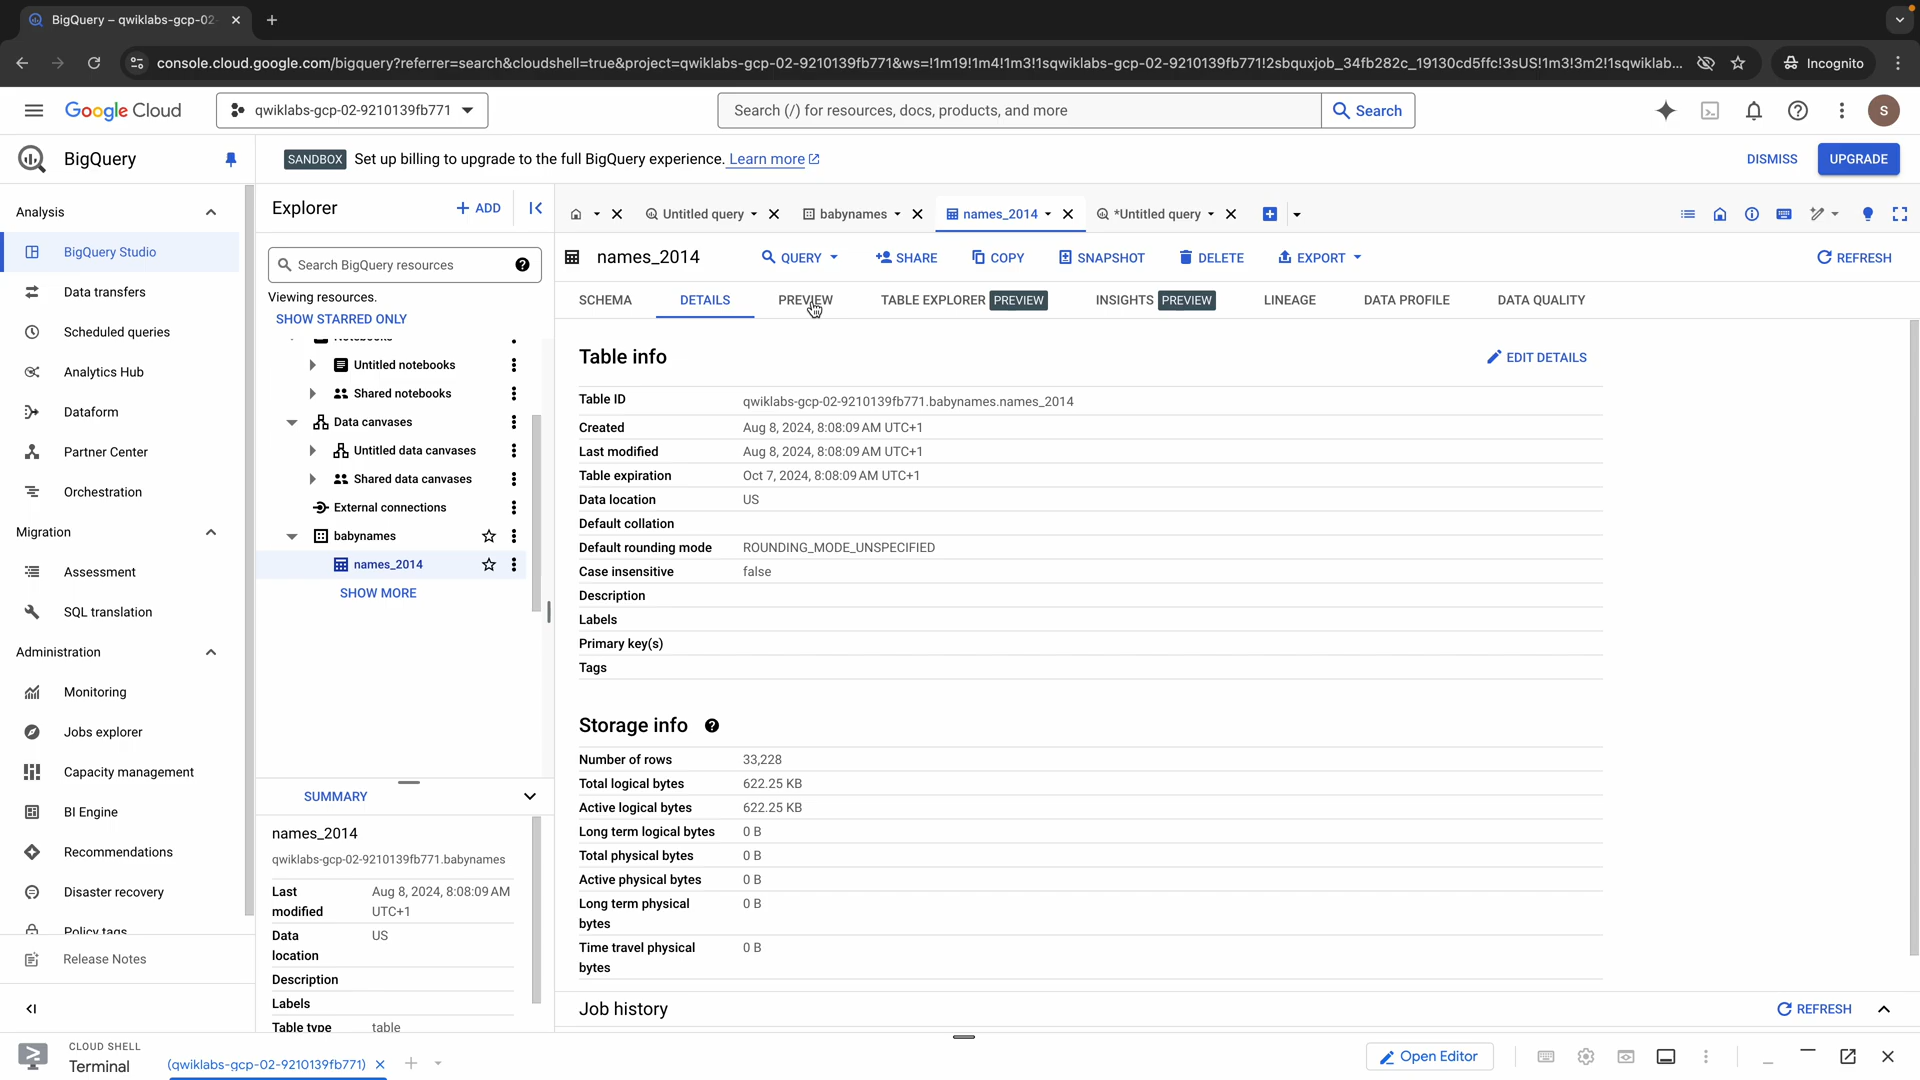 BigQuery – qwiklabs-gcp-02-
console.cloud.google.com/bigquery?referrer=search&cloudshell=true&project=qwiklabs-gcp-02-9210139fb771&ws=!1m19!1m4!1m3!1sqwiklabs-gcp-02-9210139fb771!2sbquxjob_34fb282c_19130cd5ffc!3sUS!1m3!3m2!1sqwiklab...
Incognito
Google Cloud
qwiklabs-gcp-02-9210139fb771
Search (/) for resources, docs, products, and more
Search
S
BigQuery
SANDBOX Set up billing to upgrade to the full BigQuery experience. Learn more
DISMISS
UPGRADE
Analysis
BigQuery Studio
Data transfers
Scheduled queries
Analytics Hub
Dataform
Partner Center
Orchestration
Migration
Assessment
SQL translation
Administration
Monitoring
Jobs explorer
Capacity management
BI Engine
Recommendations
Disaster recovery
Policy tags
Release Notes
Explorer
+ ADD
Search BigQuery resources
Viewing resources.
SHOW STARRED ONLY
Notebooks
Untitled notebooks
Shared notebooks
Data canvases
Untitled data canvases
Shared data canvases
External connections
babynames
names_2014
SHOW MORE
SUMMARY
names_2014
qwiklabs-gcp-02-9210139fb771.babynames
Last modified Aug 8, 2024, 8:08:09 AM UTC+1
Data location US
Description
Labels
Table type table
Untitled query
babynames
names_2014
*Untitled query
names_2014
QUERY
SHARE
COPY
SNAPSHOT
DELETE
EXPORT
REFRESH
SCHEMA
DETAILS
PREVIEW
TABLE EXPLORER PREVIEW
INSIGHTS PREVIEW
LINEAGE
DATA PROFILE
DATA QUALITY
Table info
EDIT DETAILS
Table ID qwiklabs-gcp-02-9210139fb771.babynames.names_2014
Created Aug 8, 2024, 8:08:09 AM UTC+1
Last modified Aug 8, 2024, 8:08:09 AM UTC+1
Table expiration Oct 7, 2024, 8:08:09 AM UTC+1
Data location US
Default collation
Default rounding mode ROUNDING_MODE_UNSPECIFIED
Case insensitive false
Description
Labels
Primary key(s)
Tags
Storage info
Number of rows 33,228
Total logical bytes 622.25 KB
Active logical bytes 622.25 KB
Long term logical bytes 0 B
Total physical bytes 0 B
Active physical bytes 0 B
Long term physical bytes 0 B
Time travel physical bytes 0 B
Job history
REFRESH
CLOUD SHELL
Terminal
(qwiklabs-gcp-02-9210139fb771)
Open Editor